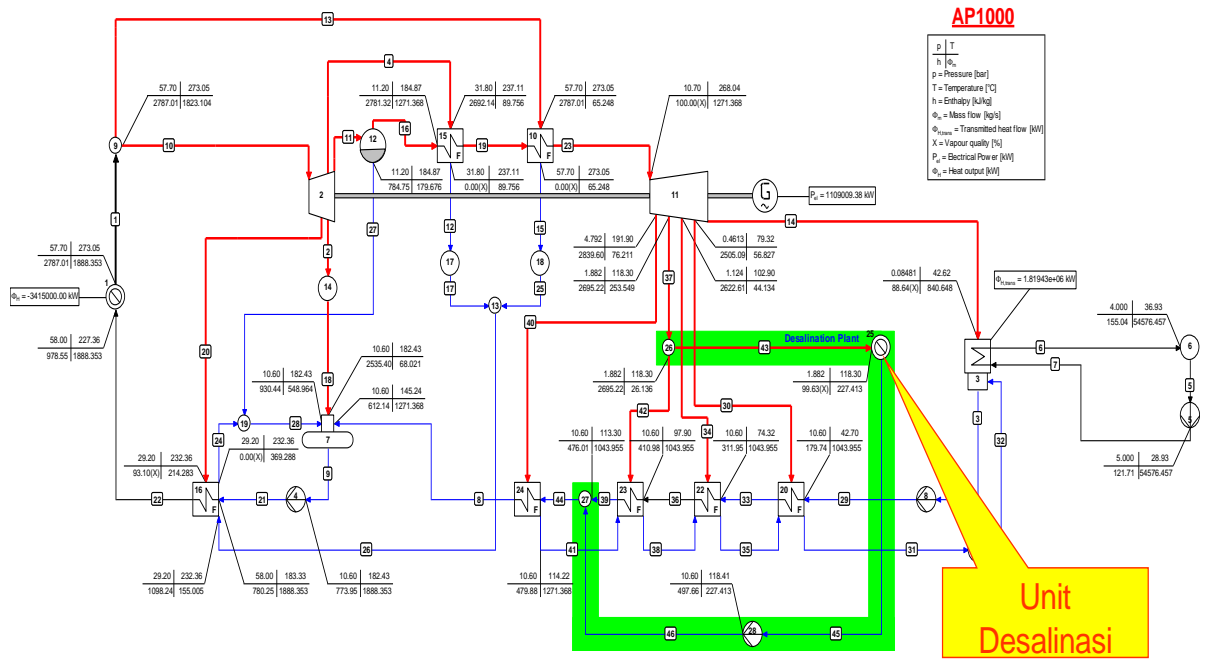 AP1000
p | T
h | Φm
p = Pressure [bar]
T = Temperature [°C]
h = Enthalpy [kJ/kg]
Φm = Mass flow [kg/s]
ΦH,trans = Transmitted heat flow [kW]
X = Vapour quality [%]
Pel = Electrical Power [kW]
ΦH = Heat output [kW]
13
4
57.70 | 273.05
2787.01 | 1823.104
11.20 | 184.87
2781.32 | 1271.368
31.80 | 237.11
2692.14 | 89.756
57.70 | 273.05
2787.01 | 65.248
10.70 | 268.04
100.00(X) | 1271.368
9
10
11
12
16
15
F
19
10
F
23
2
11.20 | 184.87
784.75 | 179.676
31.80 | 237.11
0.00(X) | 89.756
57.70 | 273.05
0.00(X) | 65.248
11
G
~
Pel = 1109009.38 kW
1
14
27
12
15
2
57.70 | 273.05
2787.01 | 1888.353
4.792 | 191.90
2839.60 | 76.211
0.4613 | 79.32
2505.09 | 56.827
1.882 | 118.30
2695.22 | 253.549
1.124 | 102.90
2622.61 | 44.134
37
17
18
14
17
25
13
0.08481 | 42.62
88.64(X) | 840.648
ΦH,trans = 1.81943e+06 kW
1
ΦH = -3415000.00 kW
4.000 | 36.93
155.04 | 54576.457
58.00 | 227.36
978.55 | 1888.353
40
Desalination Plant
25
20
26
43
6
6
7
3
5
5
10.60 | 182.43
2535.40 | 68.021
18
10.60 | 182.43
930.44 | 548.964
10.60 | 145.24
612.14 | 1271.368
1.882 | 118.30
2695.22 | 26.136
1.882 | 118.30
99.63(X) | 227.413
42
34
30
3
32
19
28
7
24
10.60 | 113.30
476.01 | 1043.955
10.60 | 97.90
410.98 | 1043.955
10.60 | 74.32
311.95 | 1043.955
10.60 | 42.70
179.74 | 1043.955
5.000 | 28.93
121.71 | 54576.457
29.20 | 232.36
93.10(X) | 214.283
29.20 | 232.36
0.00(X) | 369.288
9
22
16
F
21
4
8
24
F
44
27
39
23
F
36
22
F
33
20
F
29
8
26
41
38
35
31
29.20 | 232.36
1098.24 | 155.005
58.00 | 183.33
780.25 | 1888.353
10.60 | 182.43
773.95 | 1888.353
10.60 | 114.22
479.88 | 1271.368
10.60 | 118.41
497.66 | 227.413
46
28
45
Unit
Desalinasi